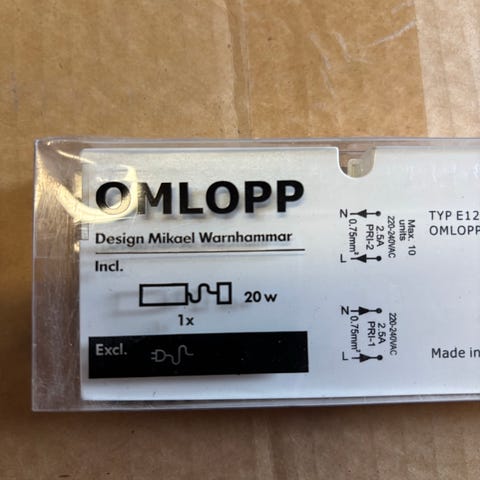 OMLOPP
Design Mikael Warnhammar
Incl.
20 w
1x
Excl.
Max. 10
units
220-240VAC
2.5A
PRI-2
N
0.75mm²
L
220-240VAC
2.5A
PRI-1
N
0.75mm²
L
TYP E12
OMLOPP
Made in